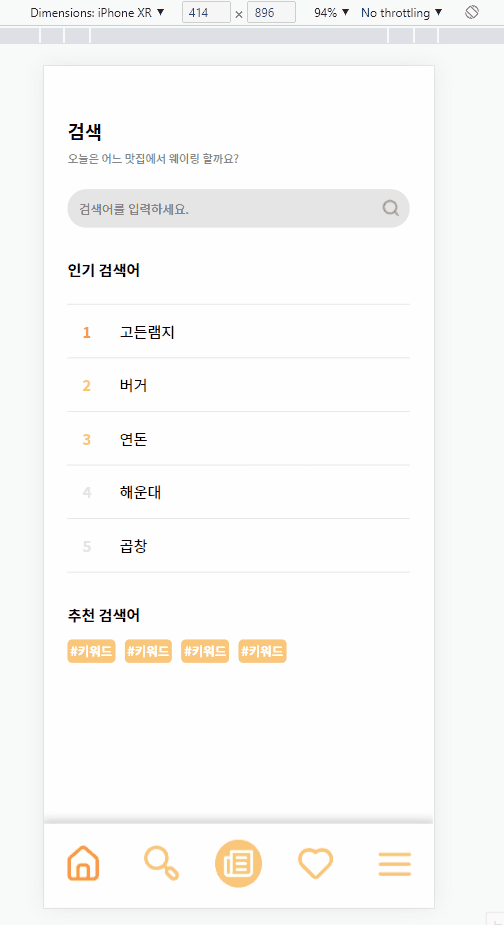 Dimensions: iPhone XR ▼ 414 × 896 94% ▼ No throttling ▼
검색
오늘은 어느 맛집에서 웨이링 할까요?
검색어를 입력하세요.
인기 검색어
1 고든램지
2 버거
3 연돈
4 해운대
5 곱창
추천 검색어
#키워드 #키워드 #키워드 #키워드